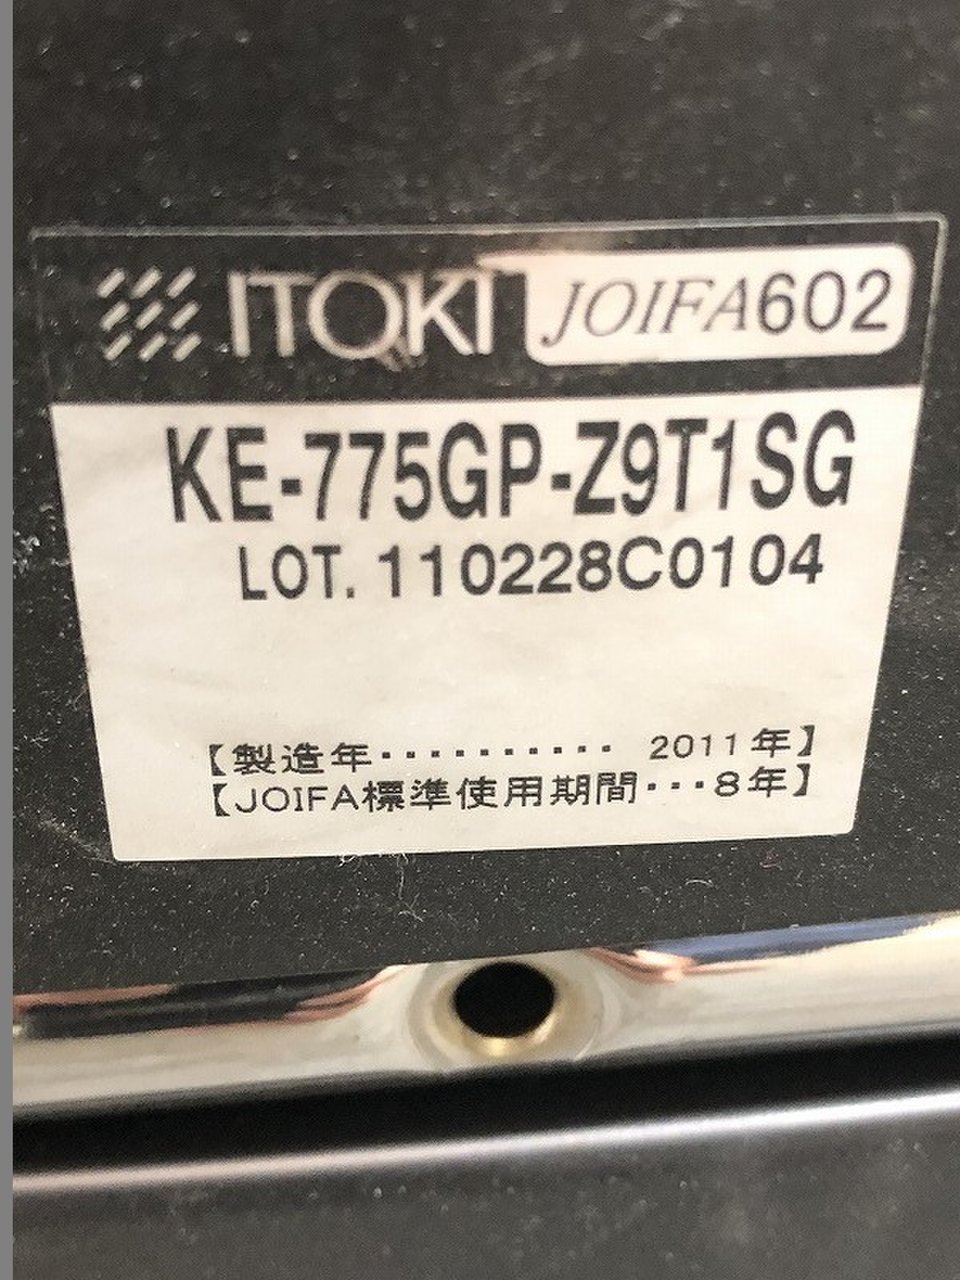 ITOKI JOIFA602
KE-775GP-Z9T1SG
LOT. 110228C0104
【製造年･･････････ 2011年】
【JOIFA標準使用期間･･･8年】